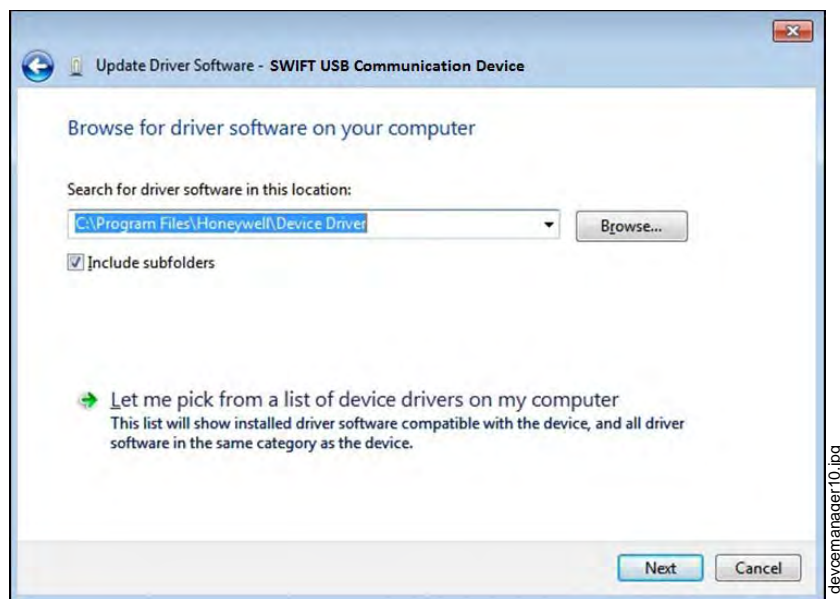 Update Driver Software - SWIFT USB Communication Device
Browse for driver software on your computer
Search for driver software in this location:
C:\Program Files\Honeywell\Device Driver
Browse...
Include subfolders
Let me pick from a list of device drivers on my computer
This list will show installed driver software compatible with the device, and all driver
software in the same category as the device.
Next
Cancel
devcemanager10.jpg